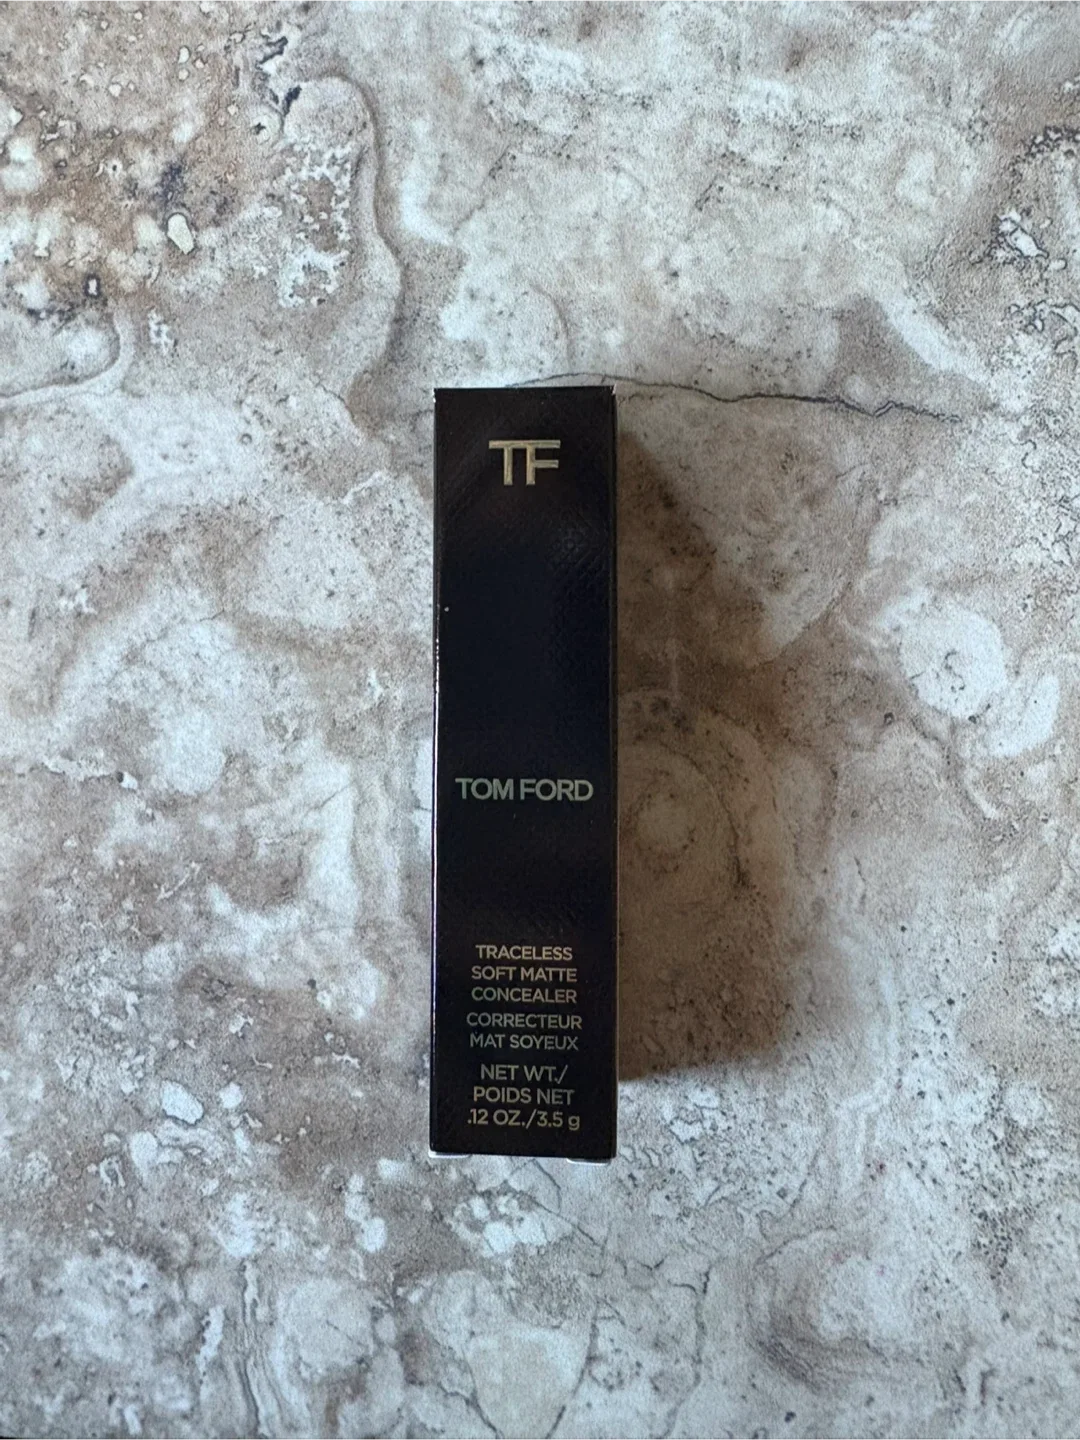 TF
TOM FORD
TRACELESS
SOFT MATTE
CONCEALER
CORRECTEUR
MAT SOYEUX
NET WT./
POIDS NET
.12 OZ./3.5 g